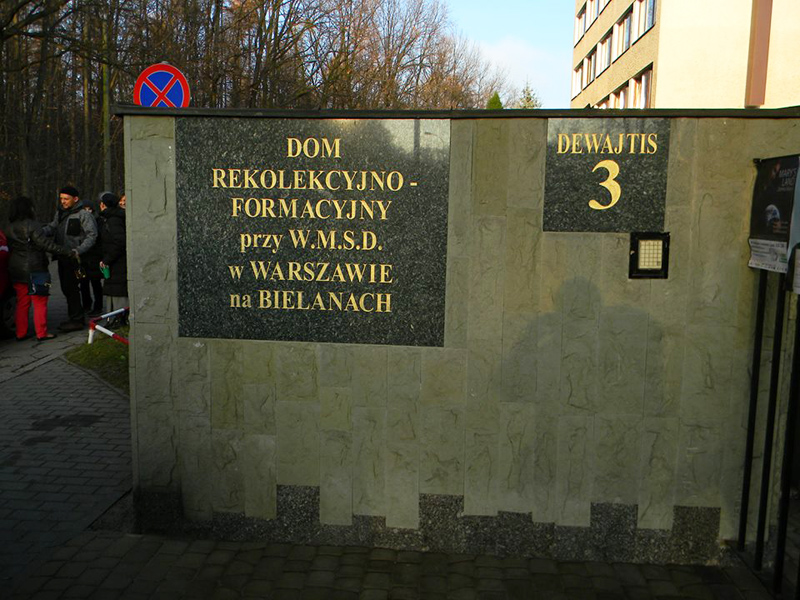 DOM
REKOLEKCYJNO -
FORMACYJNY
przy W.M.S.D.
w WARSZAWIE
na BIELANACH
DEWAJTIS
3